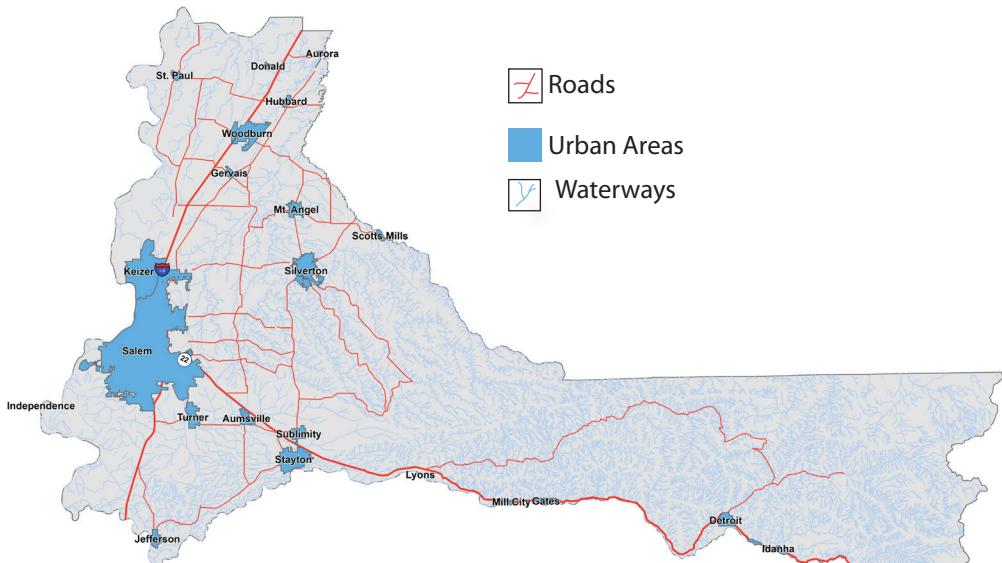 Aurora
Donald
St. Paul
Hubbard
Woodburn
Gervais
Mt. Angel
Scotts Mills
Keizer
Silverton
Salem
22
Independence
Turner
Aumsville
Sublimity
Stayton
Lyons
Mill City
Gates
Jefferson
Detroit
Idanha
Roads
Urban Areas
Waterways